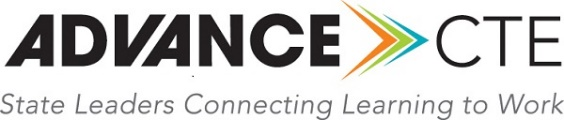 ADVANCE CTE
State Leaders Connecting Learning to Work